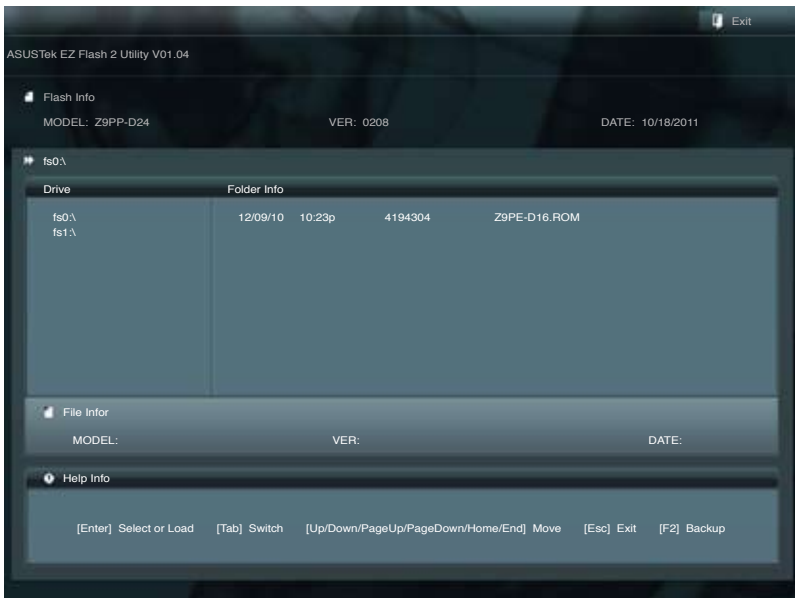 Exit
ASUSTek EZ Flash 2 Utility V01.04
Flash Info
MODEL: Z9PP-D24 VER: 0208 DATE: 10/18/2011
fs0:\
Drive Folder Info
fs0:\ 12/09/10 10:23p 4194304 Z9PE-D16.ROM
fs1:\
File Infor
MODEL: VER: DATE:
Help Info
[Enter] Select or Load [Tab] Switch [Up/Down/PageUp/PageDown/Home/End] Move [Esc] Exit [F2] Backup